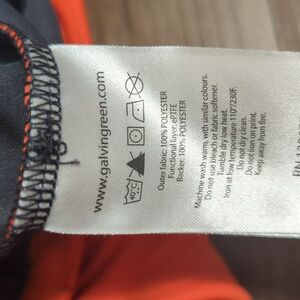 www.galvingreen.com
40°C
Outer fabric: 100% POLYESTER
Functional layer: ePTFE
Backer: 100% POLYESTER
Machine wash warm, with similar colours.
Do not use bleach or fabric softener.
Tumble dry low heat.
Iron at low temperature 110°/230F.
Do not dry clean.
Do not iron on print.
Keep away from fire.